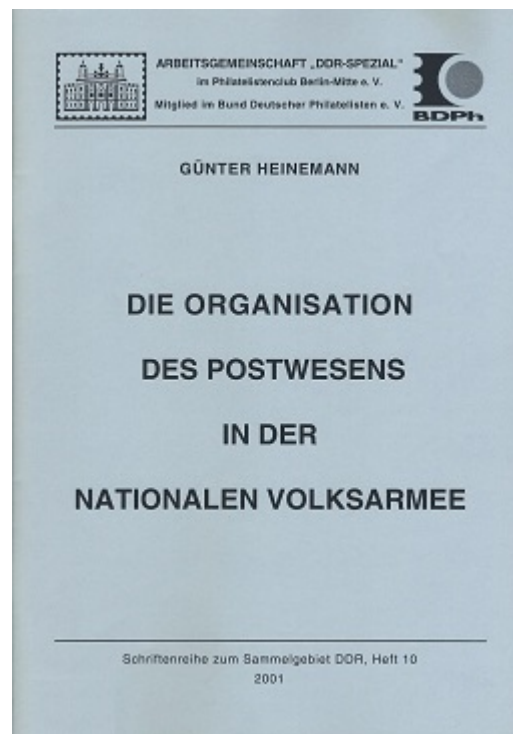 ARBEITSGEMEINSCHAFT „DDR-SPEZIAL"
im Philatelistenclub Berlin-Mitte e. V.
Mitglied im Bund Deutscher Philatelisten e. V.
BDPh
GÜNTER HEINEMANN
DIE ORGANISATION
DES POSTWESENS
IN DER
NATIONALEN VOLKSARMEE
Schriftenreihe zum Sammelgebiet DDR, Heft 10
2001